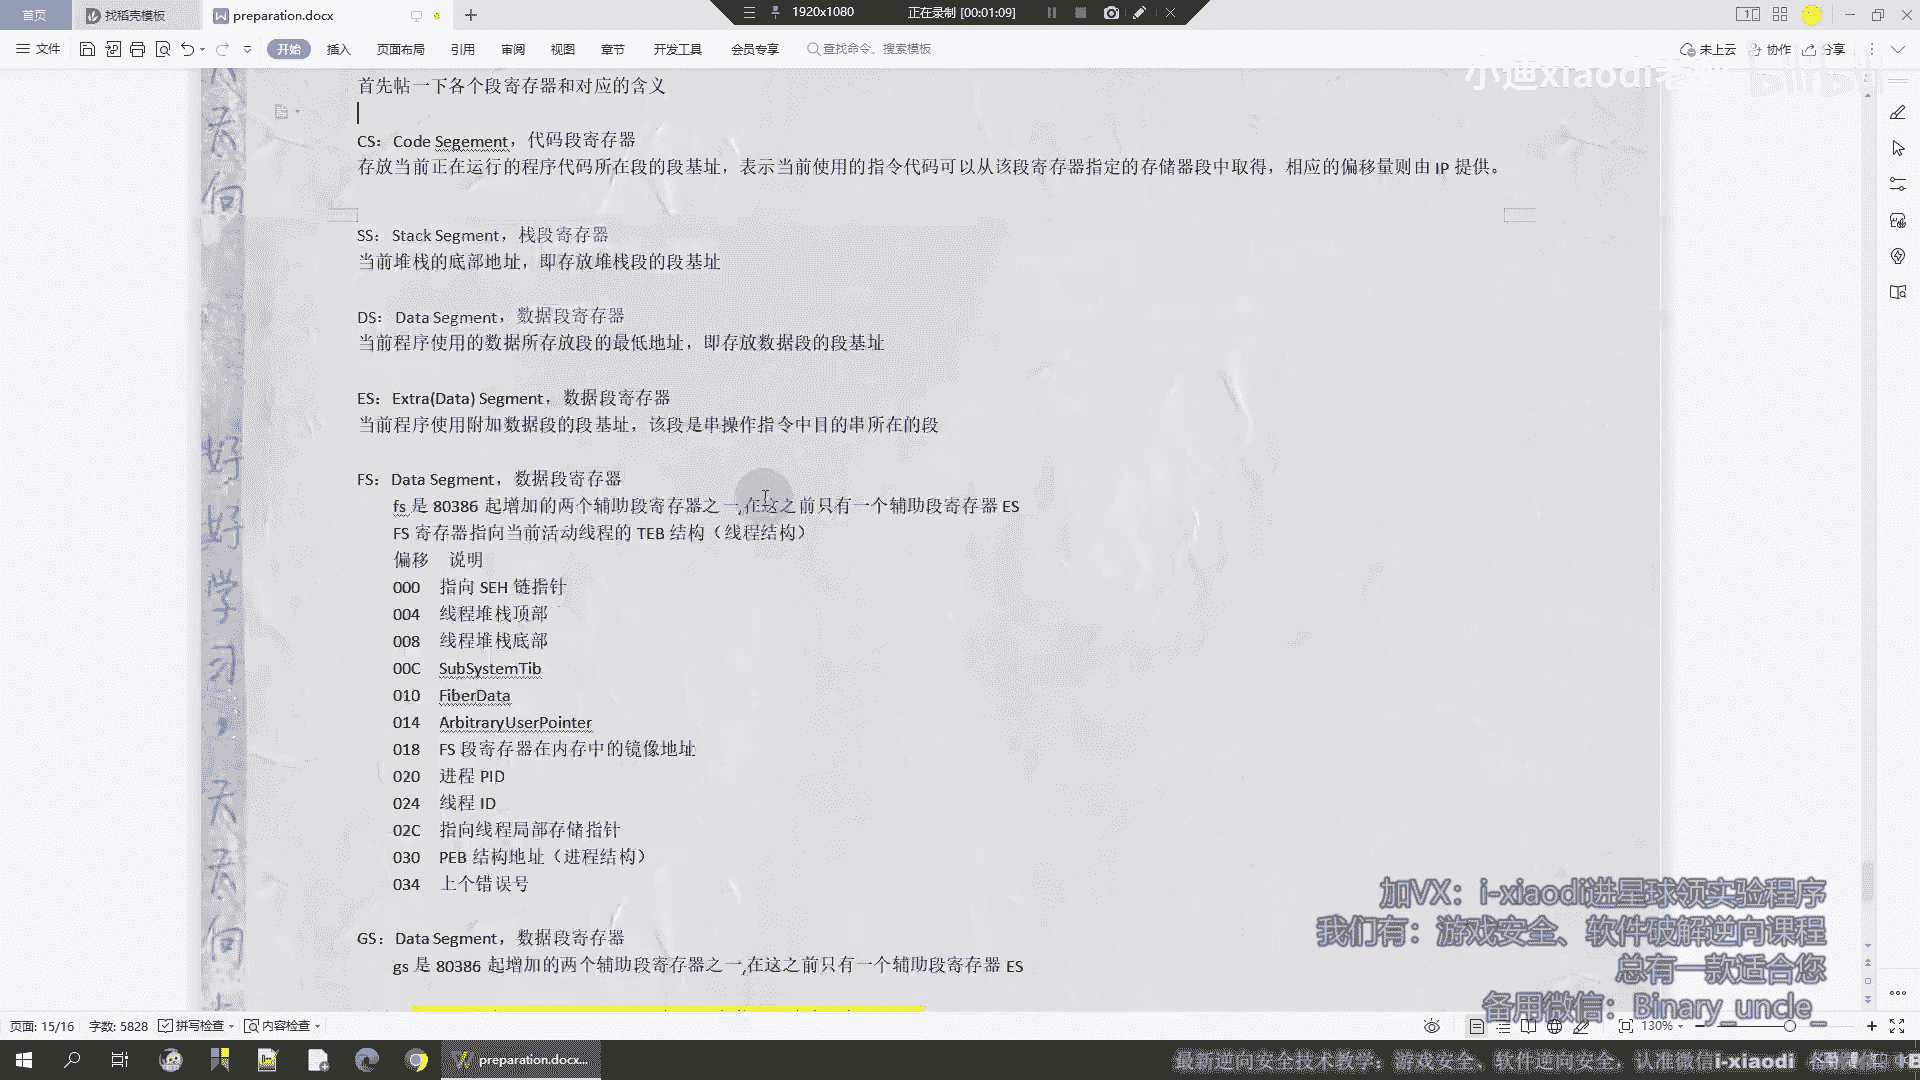 首页
找稻壳模板
preparation.docx
1920x1080
正在录制 [00:01:09]
文件
开始
插入
页面布局
引用
审阅
视图
章节
开发工具
会员专享
查找命令、搜索模板
未上云
协作
分享
小迪xiaodi老
bilibili
首先帖一下各个段寄存器和对应的含义
CS：Code Segement，代码段寄存器
存放当前正在运行的程序代码所在段的段基址，表示当前使用的指令代码可以从该段寄存器指定的存储器段中取得，相应的偏移量则由 IP 提供。
SS：Stack Segment，栈段寄存器
当前堆栈的底部地址，即存放堆栈段的段基址
DS：Data Segment，数据段寄存器
当前程序使用的数据所存放段的最低地址，即存放数据段的段基址
ES：Extra(Data) Segment，数据段寄存器
当前程序使用附加数据段的段基址，该段是串操作指令中目的串所在的段
FS：Data Segment，数据段寄存器
fs 是 80386 起增加的两个辅助段寄存器之一,在这之前只有一个辅助段寄存器 ES
FS 寄存器指向当前活动线程的 TEB 结构（线程结构）
偏移 说明
000 指向 SEH 链指针
004 线程堆栈顶部
008 线程堆栈底部
00C SubSystemTib
010 FiberData
014 ArbitraryUserPointer
018 FS 段寄存器在内存中的镜像地址
020 进程 PID
024 线程 ID
02C 指向线程局部存储指针
030 PEB 结构地址（进程结构）
034 上个错误号
GS：Data Segment，数据段寄存器
gs 是 80386 起增加的两个辅助段寄存器之一,在这之前只有一个辅助段寄存器 ES
向
好
好
学
习
，
天
天
向
加VX：i-xiaodi进星球领实验程序
我们有：游戏安全、软件破解逆向课程
总有一款适合您
备用微信：Binary_uncle_
页面: 15/16
字数: 5828
拼写检查
内容检查
130%
preparation.docx...
最新逆向安全技术教学：游戏安全、软件逆向安全，认准微信i-xiaodi